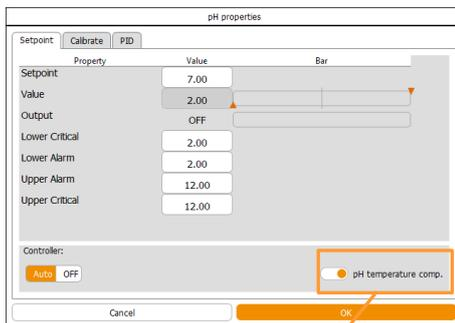 pH properties
Setpoint Calibrate PID
Property Value Bar
Setpoint 7.00
Value 2.00
Output OFF
Lower Critical 2.00
Lower Alarm 2.00
Upper Alarm 12.00
Upper Critical 12.00
Controller:
Auto OFF pH temperature comp.
Cancel OK